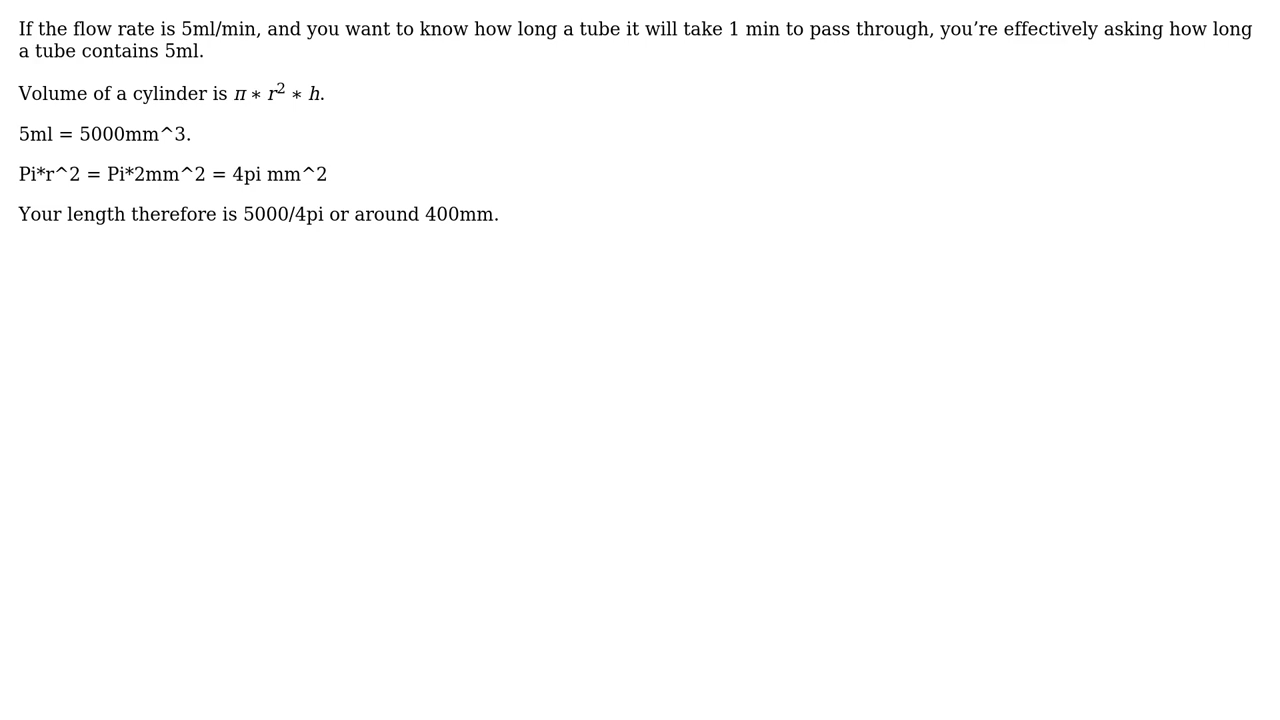 If the flow rate is 5ml/min, and you want to know how long a tube it will take 1 min to pass through, you’re effectively asking how long
a tube contains 5ml.
Volume of a cylinder is π ∗ r² ∗ h.
5ml = 5000mm^3.
Pi*r^2 = Pi*2mm^2 = 4pi mm^2
Your length therefore is 5000/4pi or around 400mm.